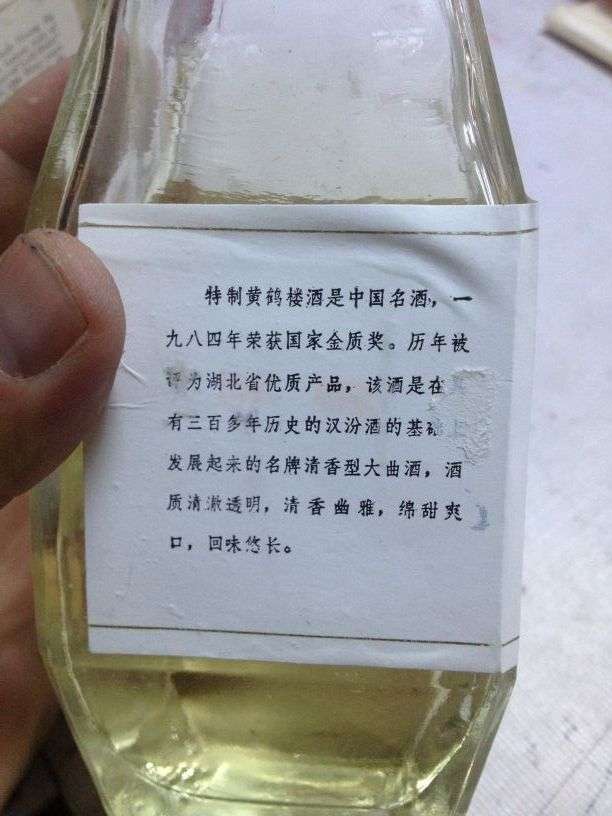 特制黄鹤楼酒是中国名酒，一
九八四年荣获国家金质奖。历年被
评为湖北省优质产品，该酒是在
有三百多年历史的汉汾酒的基础上
发展起来的名牌清香型大曲酒，酒
质清澈透明，清香幽雅，绵甜爽
口，回味悠长。